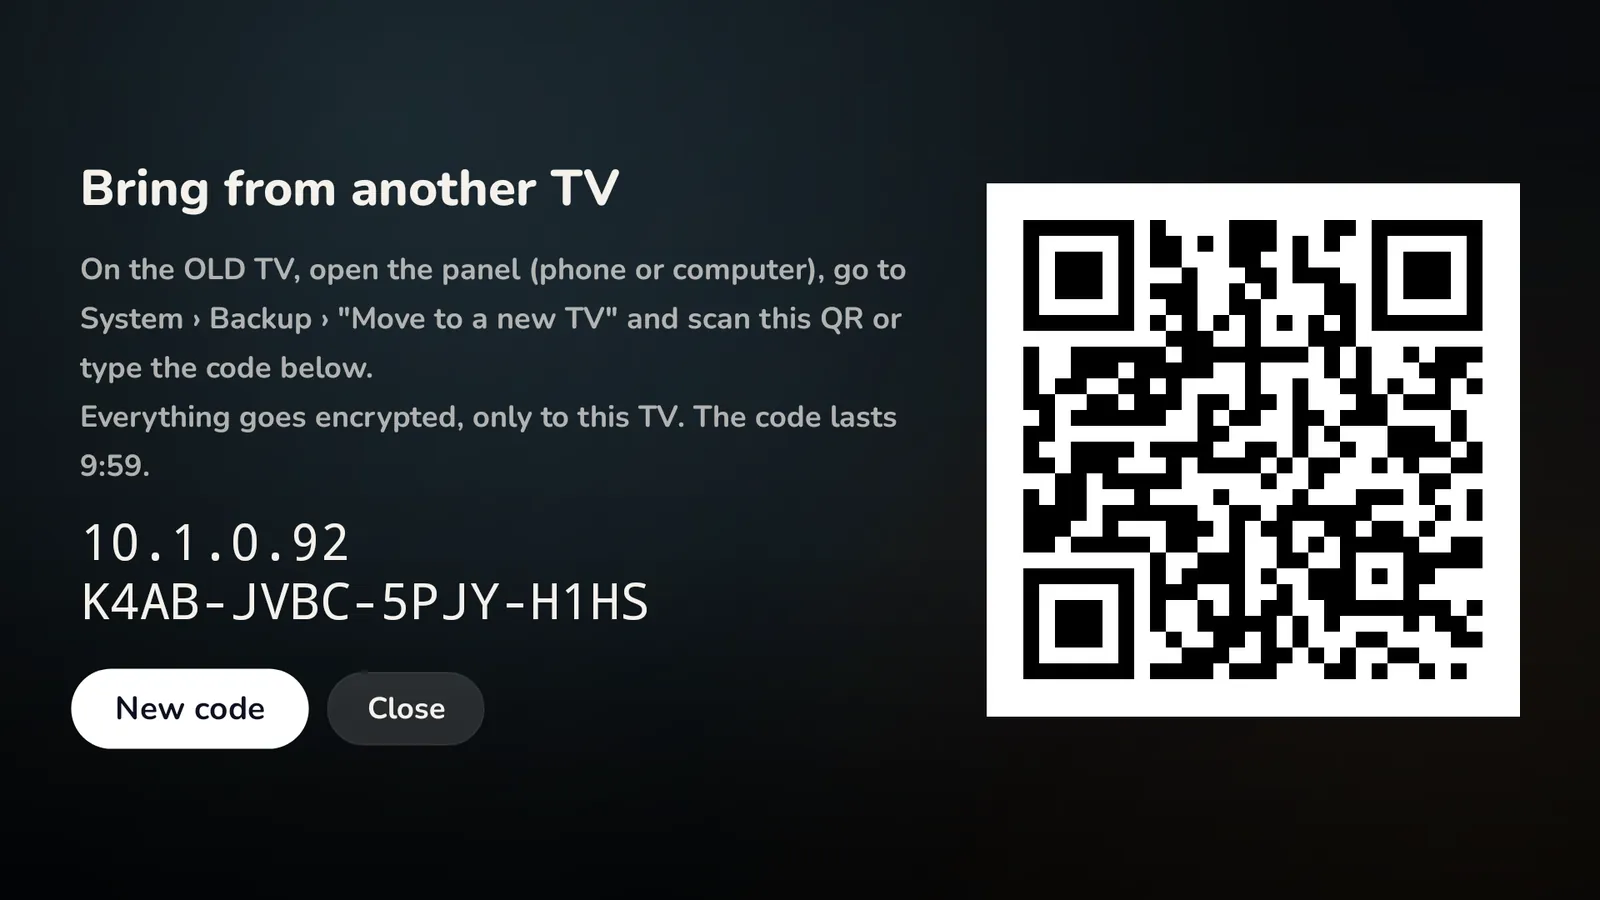 Bring from another TV
On the OLD TV, open the panel (phone or computer), go to
System › Backup › "Move to a new TV" and scan this QR or
type the code below.
Everything goes encrypted, only to this TV. The code lasts
9:59.
10.1.0.92
K4AB-JVBC-5PJY-H1HS
New code
Close